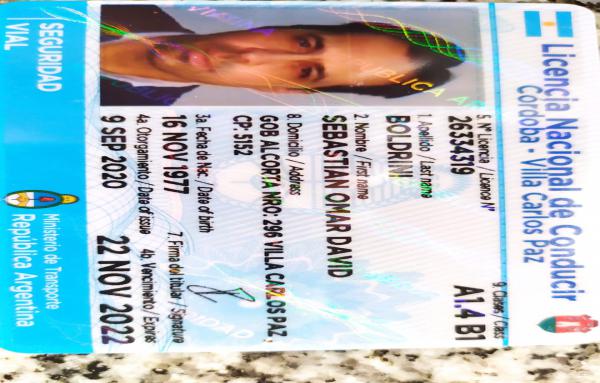 Licencia Nacional de Conducir
Córdoba - Villa Carlos Paz
5. Nº Licencia / Licence Nº
26334319
9. Clases / Class
A1.4 B1
1. Apellido / Last name
BOLDRINI
2. Nombre / First name
SEBASTIAN OMAR DAVID
8. Domicilio / Address
GOB ALCORTA NRO: 296 VILLA CARLOS PAZ
CP: 5152
3a. Fecha de Nac. / Date of birth
16 NOV 1977
7. Firma del titular / Signature
4a. Otorgamiento / Date of issue
9 SEP 2020
4b. Vencimiento / Expires
22 NOV 2022
SEGURIDAD
VIAL
Ministerio de Transporte
República Argentina